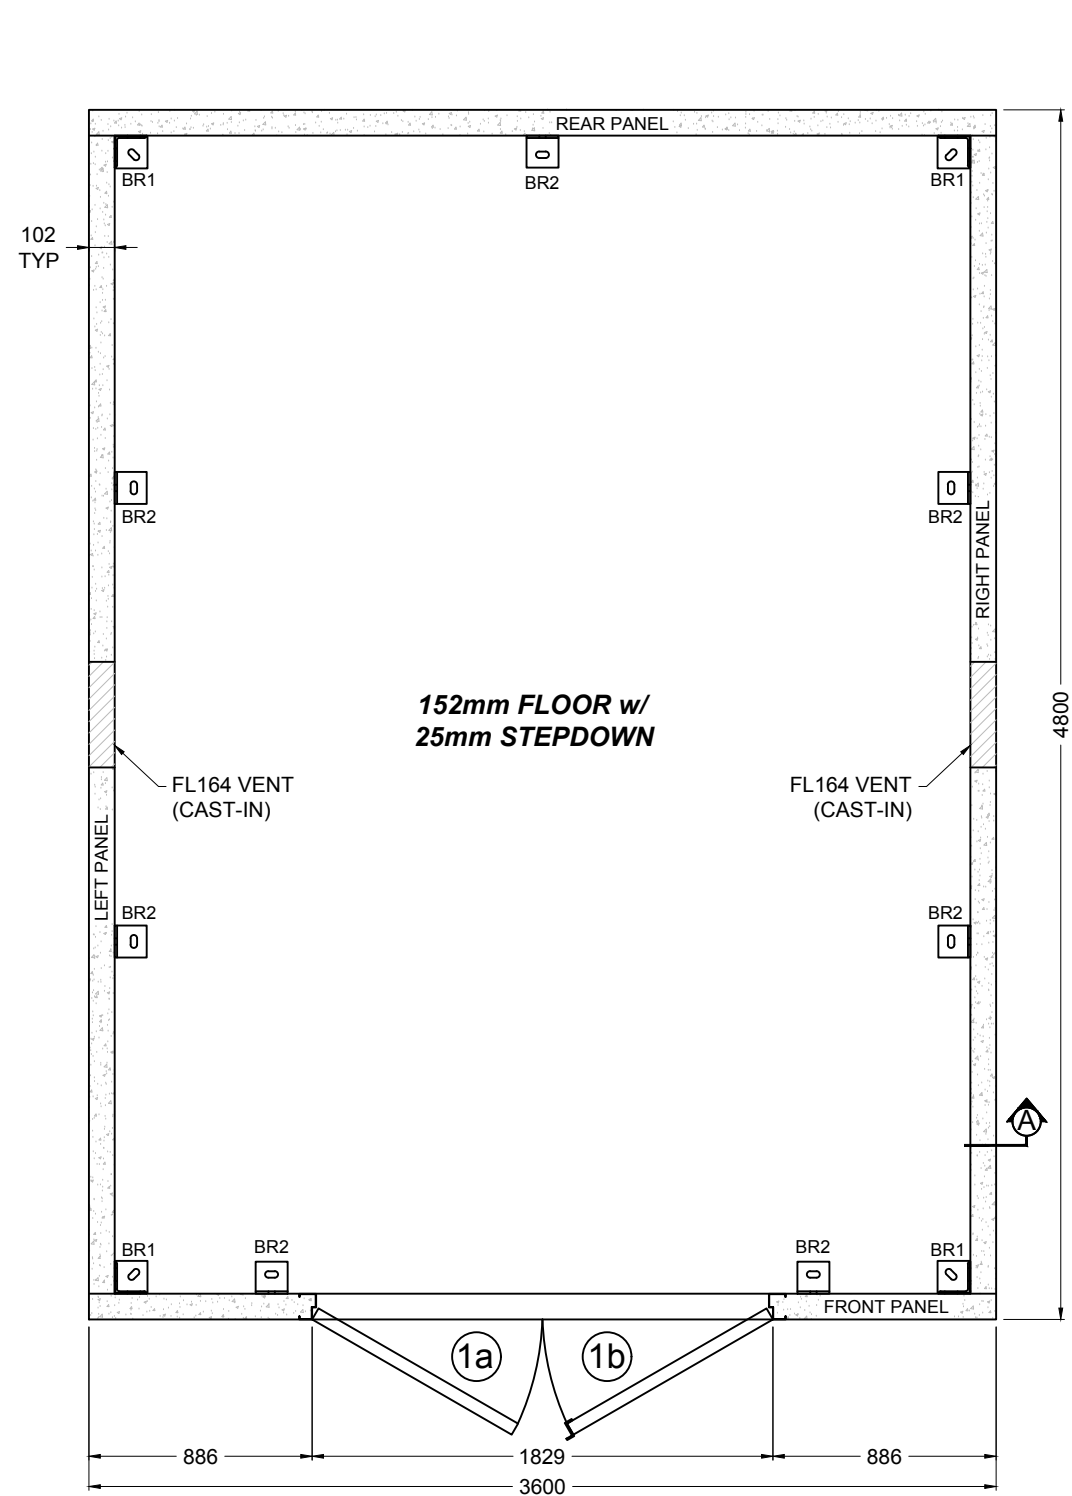 REAR PANEL
BR1
BR2
BR1
102
TYP
BR2
BR2
RIGHT PANEL
152mm FLOOR w/
25mm STEPDOWN
4800
FL164 VENT
(CAST-IN)
FL164 VENT
(CAST-IN)
LEFT PANEL
BR2
BR2
A
BR1
BR2
BR2
BR1
FRONT PANEL
1a
1b
886
1829
886
3600